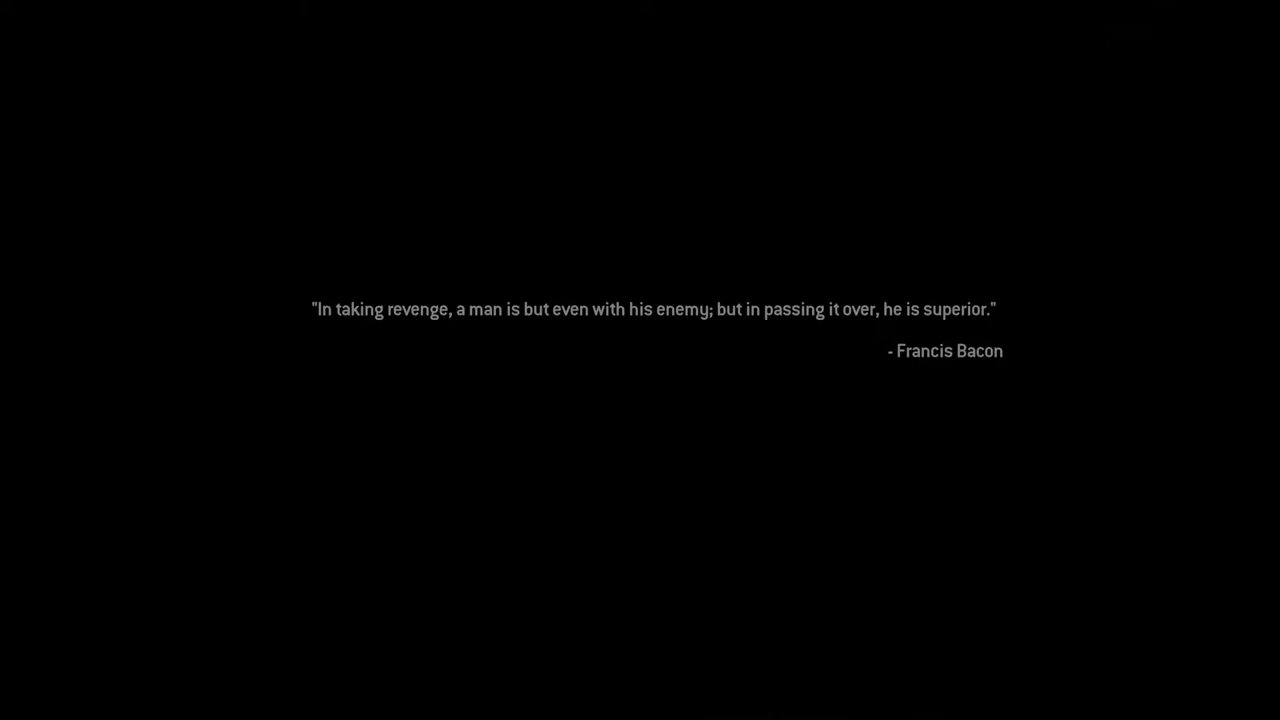 "In taking revenge, a man is but even with his enemy; but in passing it over, he is superior."
- Francis Bacon